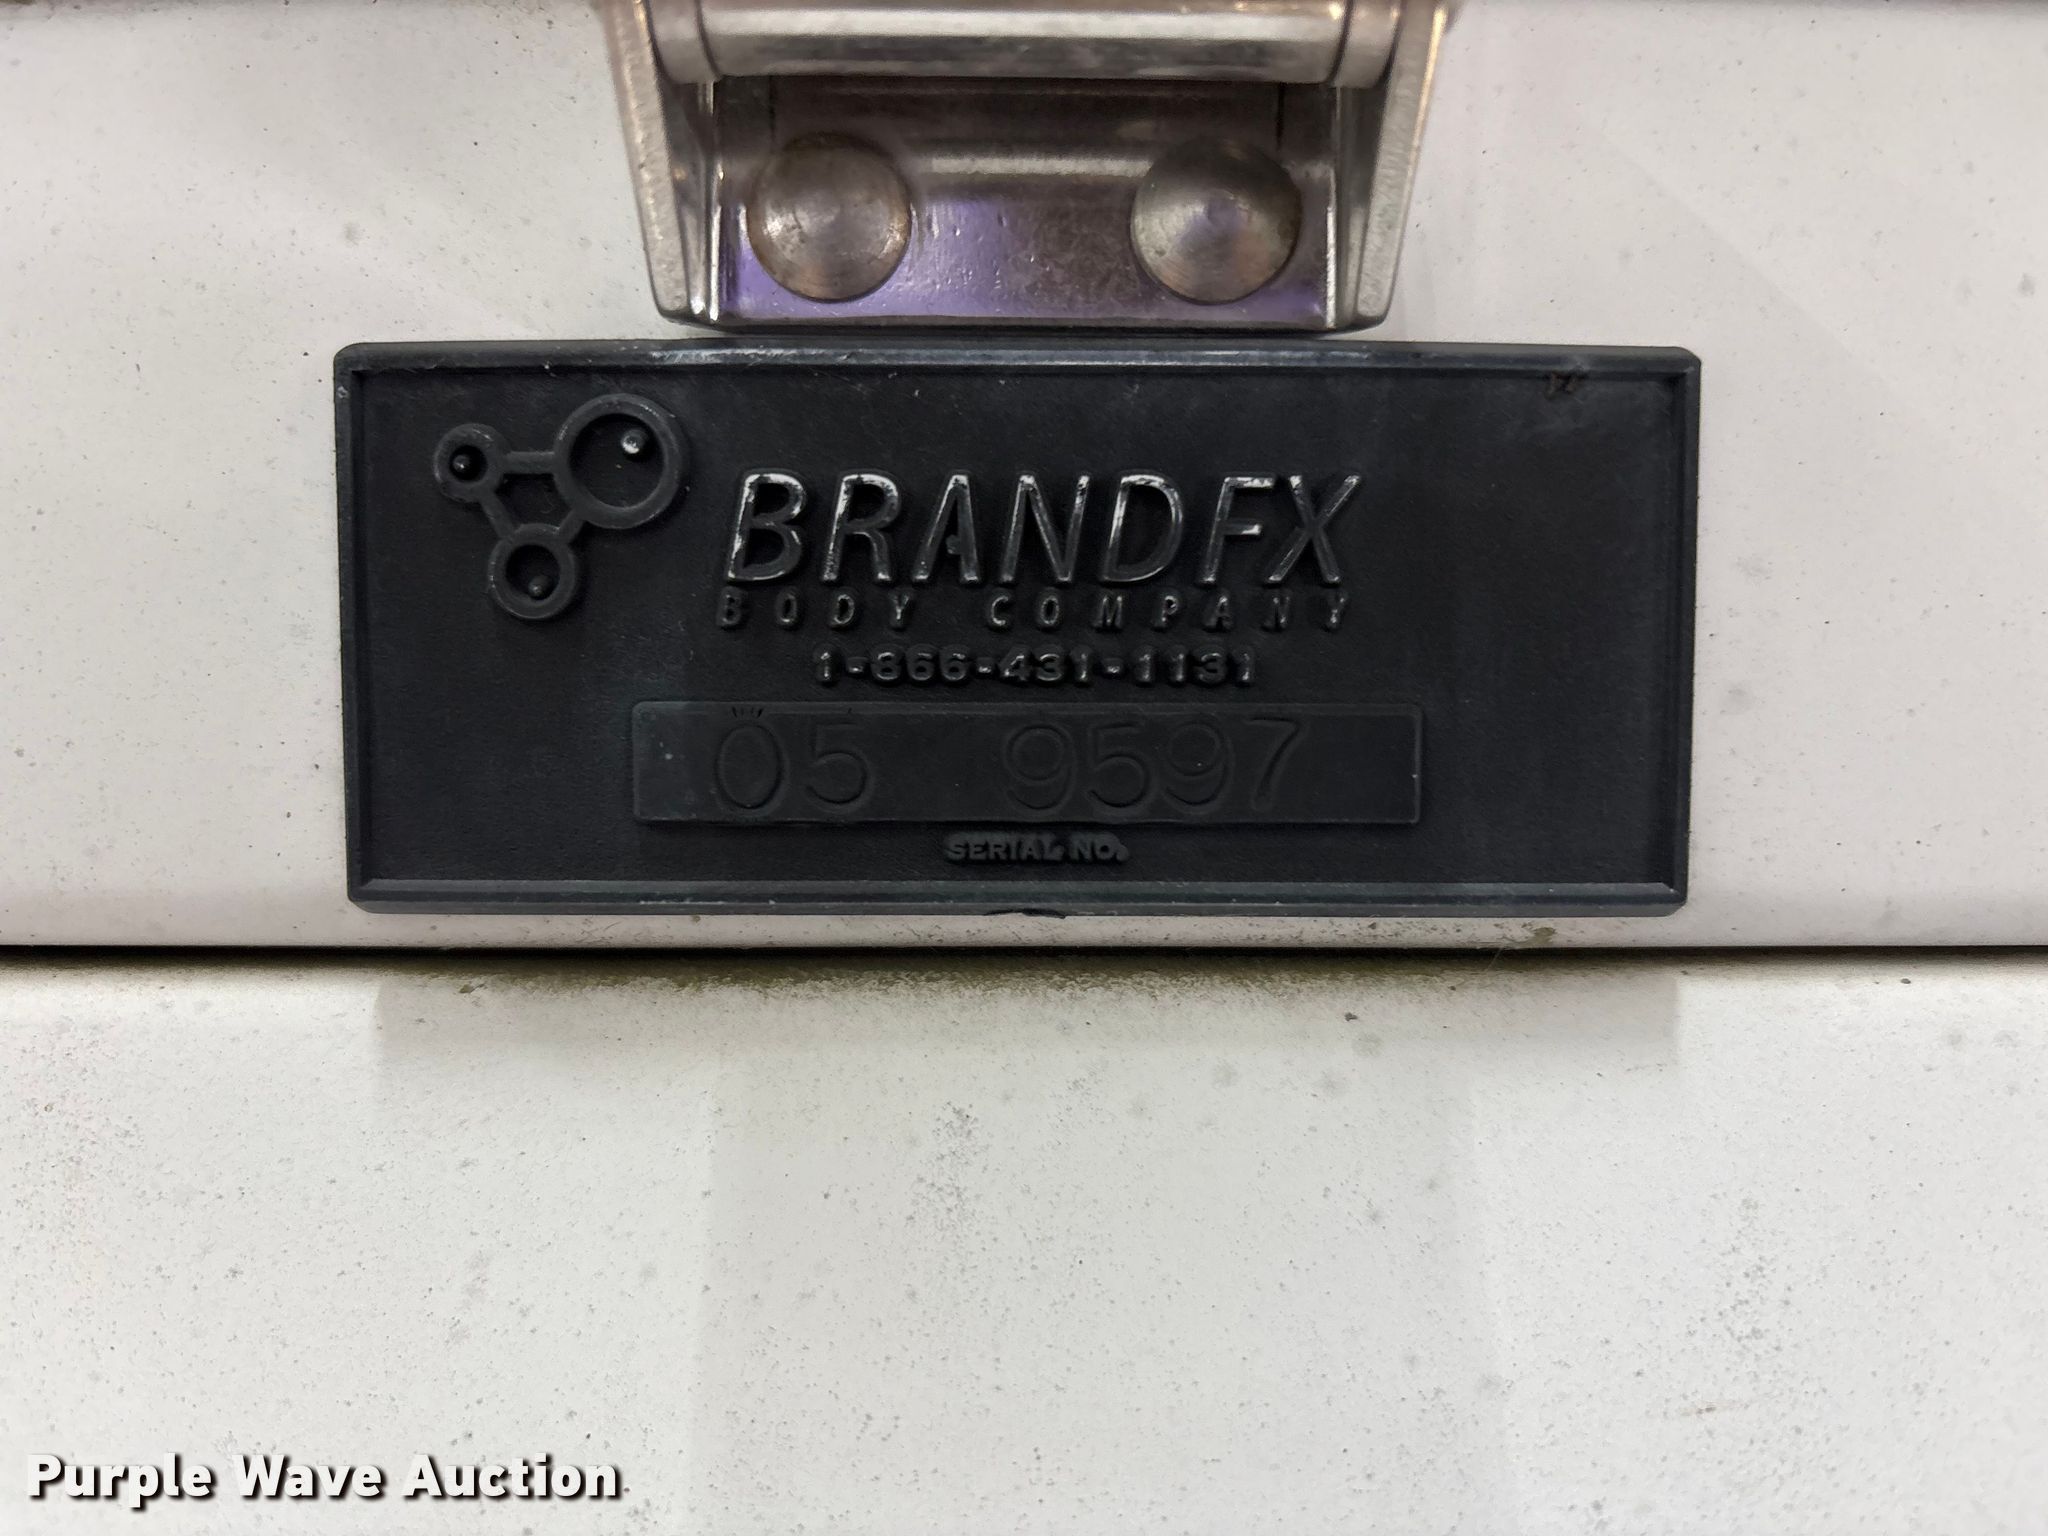 BRANDFX
BODY COMPANY
1-866-431-1131
05 9597
SERIAL NO.
Purple Wave Auction